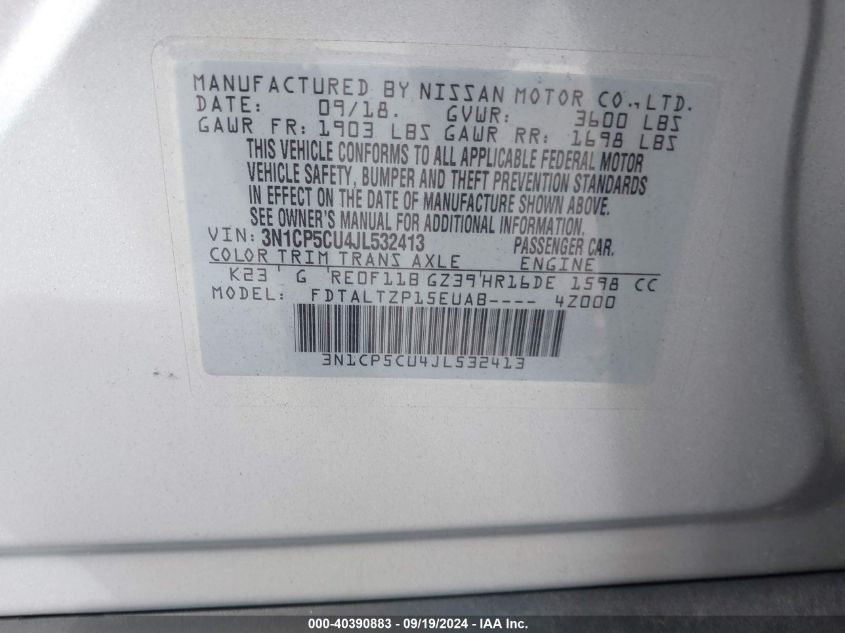 MANUFACTURED BY NISSAN MOTOR CO., LTD.
DATE: 09/18. GVWR: 3600 LBS
GAWR FR: 1903 LBS GAWR RR: 1698 LBS
THIS VEHICLE CONFORMS TO ALL APPLICABLE FEDERAL MOTOR
VEHICLE SAFETY, BUMPER AND THEFT PREVENTION STANDARDS
IN EFFECT ON THE DATE OF MANUFACTURE SHOWN ABOVE.
SEE OWNER'S MANUAL FOR ADDITIONAL INFORMATION.
VIN: 3N1CP5CU4JL532413 PASSENGER CAR.
COLOR TRIM TRANS AXLE ENGINE
K23 ' G ' RE0F11B GZ39'HR16DE 1598 CC
MODEL: FDTALTZP15EUAB---- 4Z000
3N1CP5CU4JL532413
000-40390883 - 09/19/2024 - IAAI Inc.